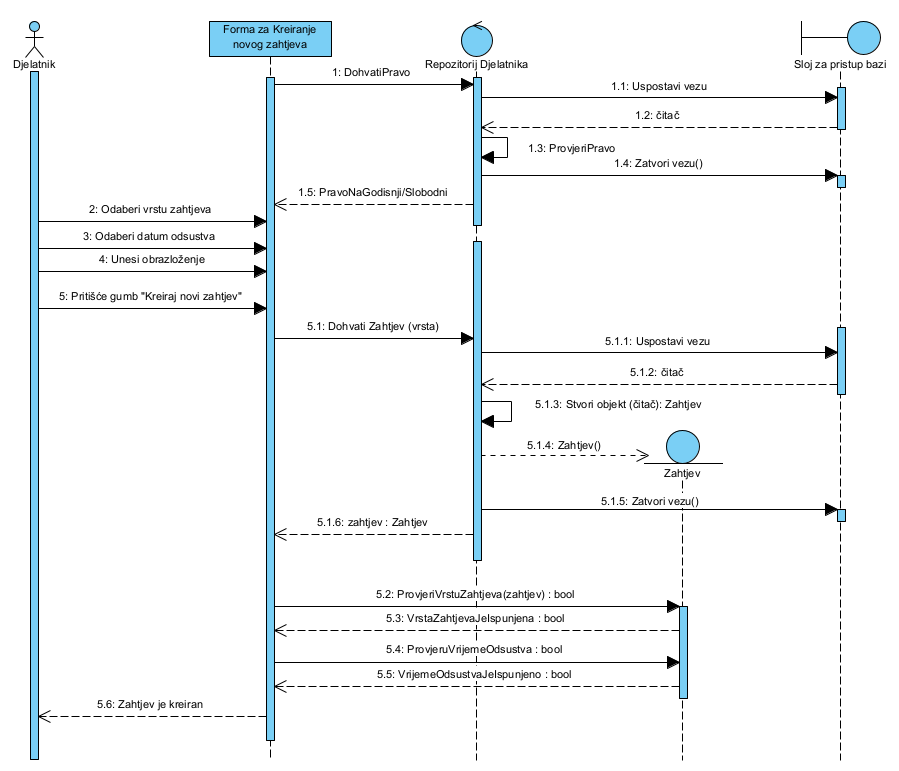 Forma za Kreiranje
novog zahtjeva
Djelatnik
Repozitorij Djelatnika
Sloj za pristup bazi
1: DohvatiPravo
1.1: Uspostavi vezu
1.2: čitač
1.3: ProvjeriPravo
1.4: Zatvori vezu()
1.5: PravoNaGodisnji/Slobodni
2: Odaberi vrstu zahtjeva
3: Odaberi datum odsustva
4: Unesi obrazloženje
5: Pritišće gumb "Kreiraj novi zahtjev"
5.1: Dohvati Zahtjev (vrsta)
5.1.1: Uspostavi vezu
5.1.2: čitač
5.1.3: Stvori objekt (čitač): Zahtjev
5.1.4: Zahtjev()
Zahtjev
5.1.5: Zatvori vezu()
5.1.6: zahtjev : Zahtjev
5.2: ProvjeriVrstuZahtjeva(zahtjev) : bool
5.3: VrstaZahtjevaJeIspunjena : bool
5.4: ProvjeruVrijemeOdsustva : bool
5.5: VrijemeOdsustvaJeIspunjeno : bool
5.6: Zahtjev je kreiran